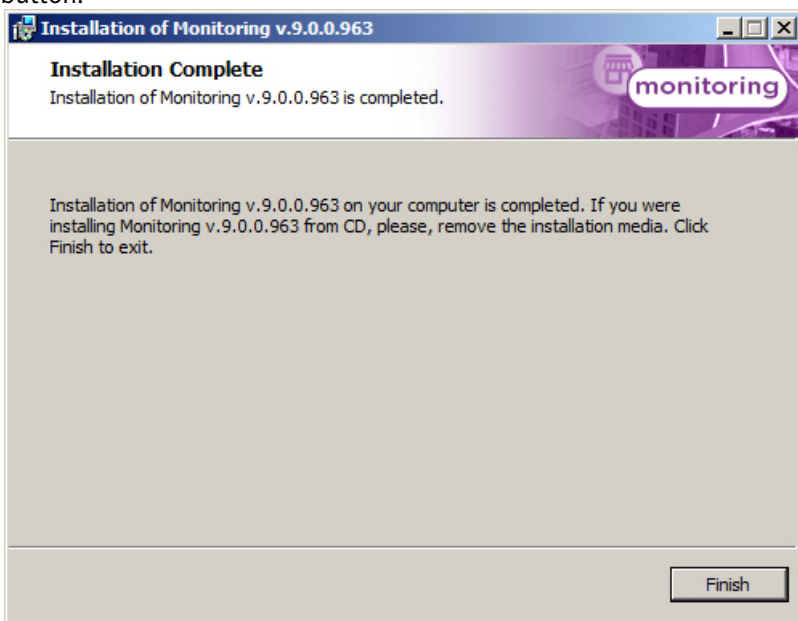 button.
Installation of Monitoring v.9.0.0.963
Installation Complete
Installation of Monitoring v.9.0.0.963 is completed.
monitoring
Installation of Monitoring v.9.0.0.963 on your computer is completed. If you were
installing Monitoring v.9.0.0.963 from CD, please, remove the installation media. Click
Finish to exit.
Finish